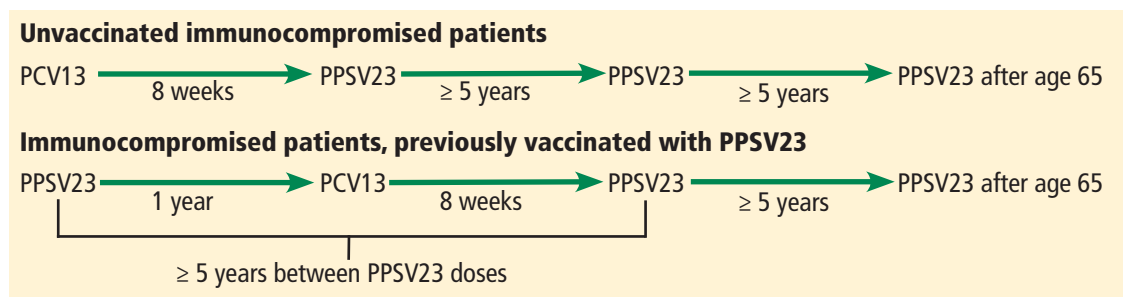 Unvaccinated immunocompromised patients
PCV13 PPSV23 PPSV23 PPSV23 after age 65
8 weeks ≥ 5 years ≥ 5 years
Immunocompromised patients, previously vaccinated with PPSV23
PPSV23 PCV13 PPSV23 PPSV23 after age 65
1 year 8 weeks ≥ 5 years
≥ 5 years between PPSV23 doses